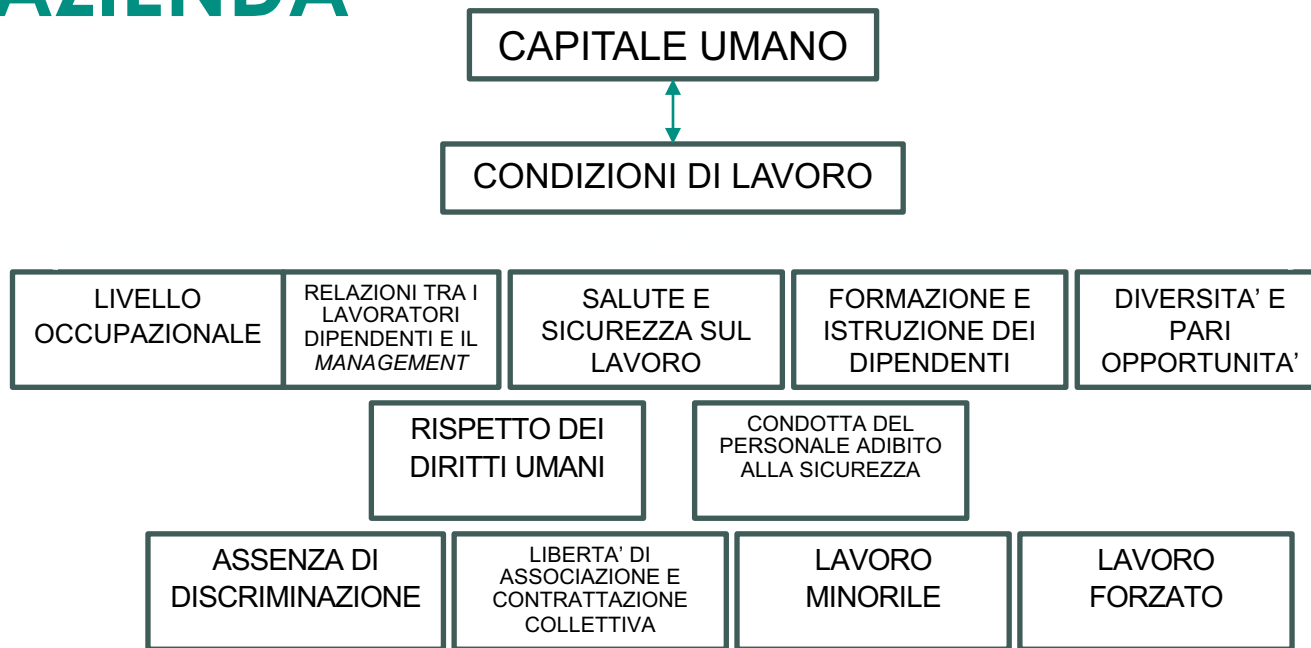 AZIENDA
CAPITALE UMANO
CONDIZIONI DI LAVORO
LIVELLO
OCCUPAZIONALE
RELAZIONI TRA I
LAVORATORI
DIPENDENTI E IL
MANAGEMENT
SALUTE E
SICUREZZA SUL
LAVORO
FORMAZIONE E
ISTRUZIONE DEI
DIPENDENTI
DIVERSITA’ E
PARI
OPPORTUNITA’
RISPETTO DEI
DIRITTI UMANI
CONDOTTA DEL
PERSONALE ADIBITO
ALLA SICUREZZA
ASSENZA DI
DISCRIMINAZIONE
LIBERTA’ DI
ASSOCIAZIONE E
CONTRATTAZIONE
COLLETTIVA
LAVORO
MINORILE
LAVORO
FORZATO